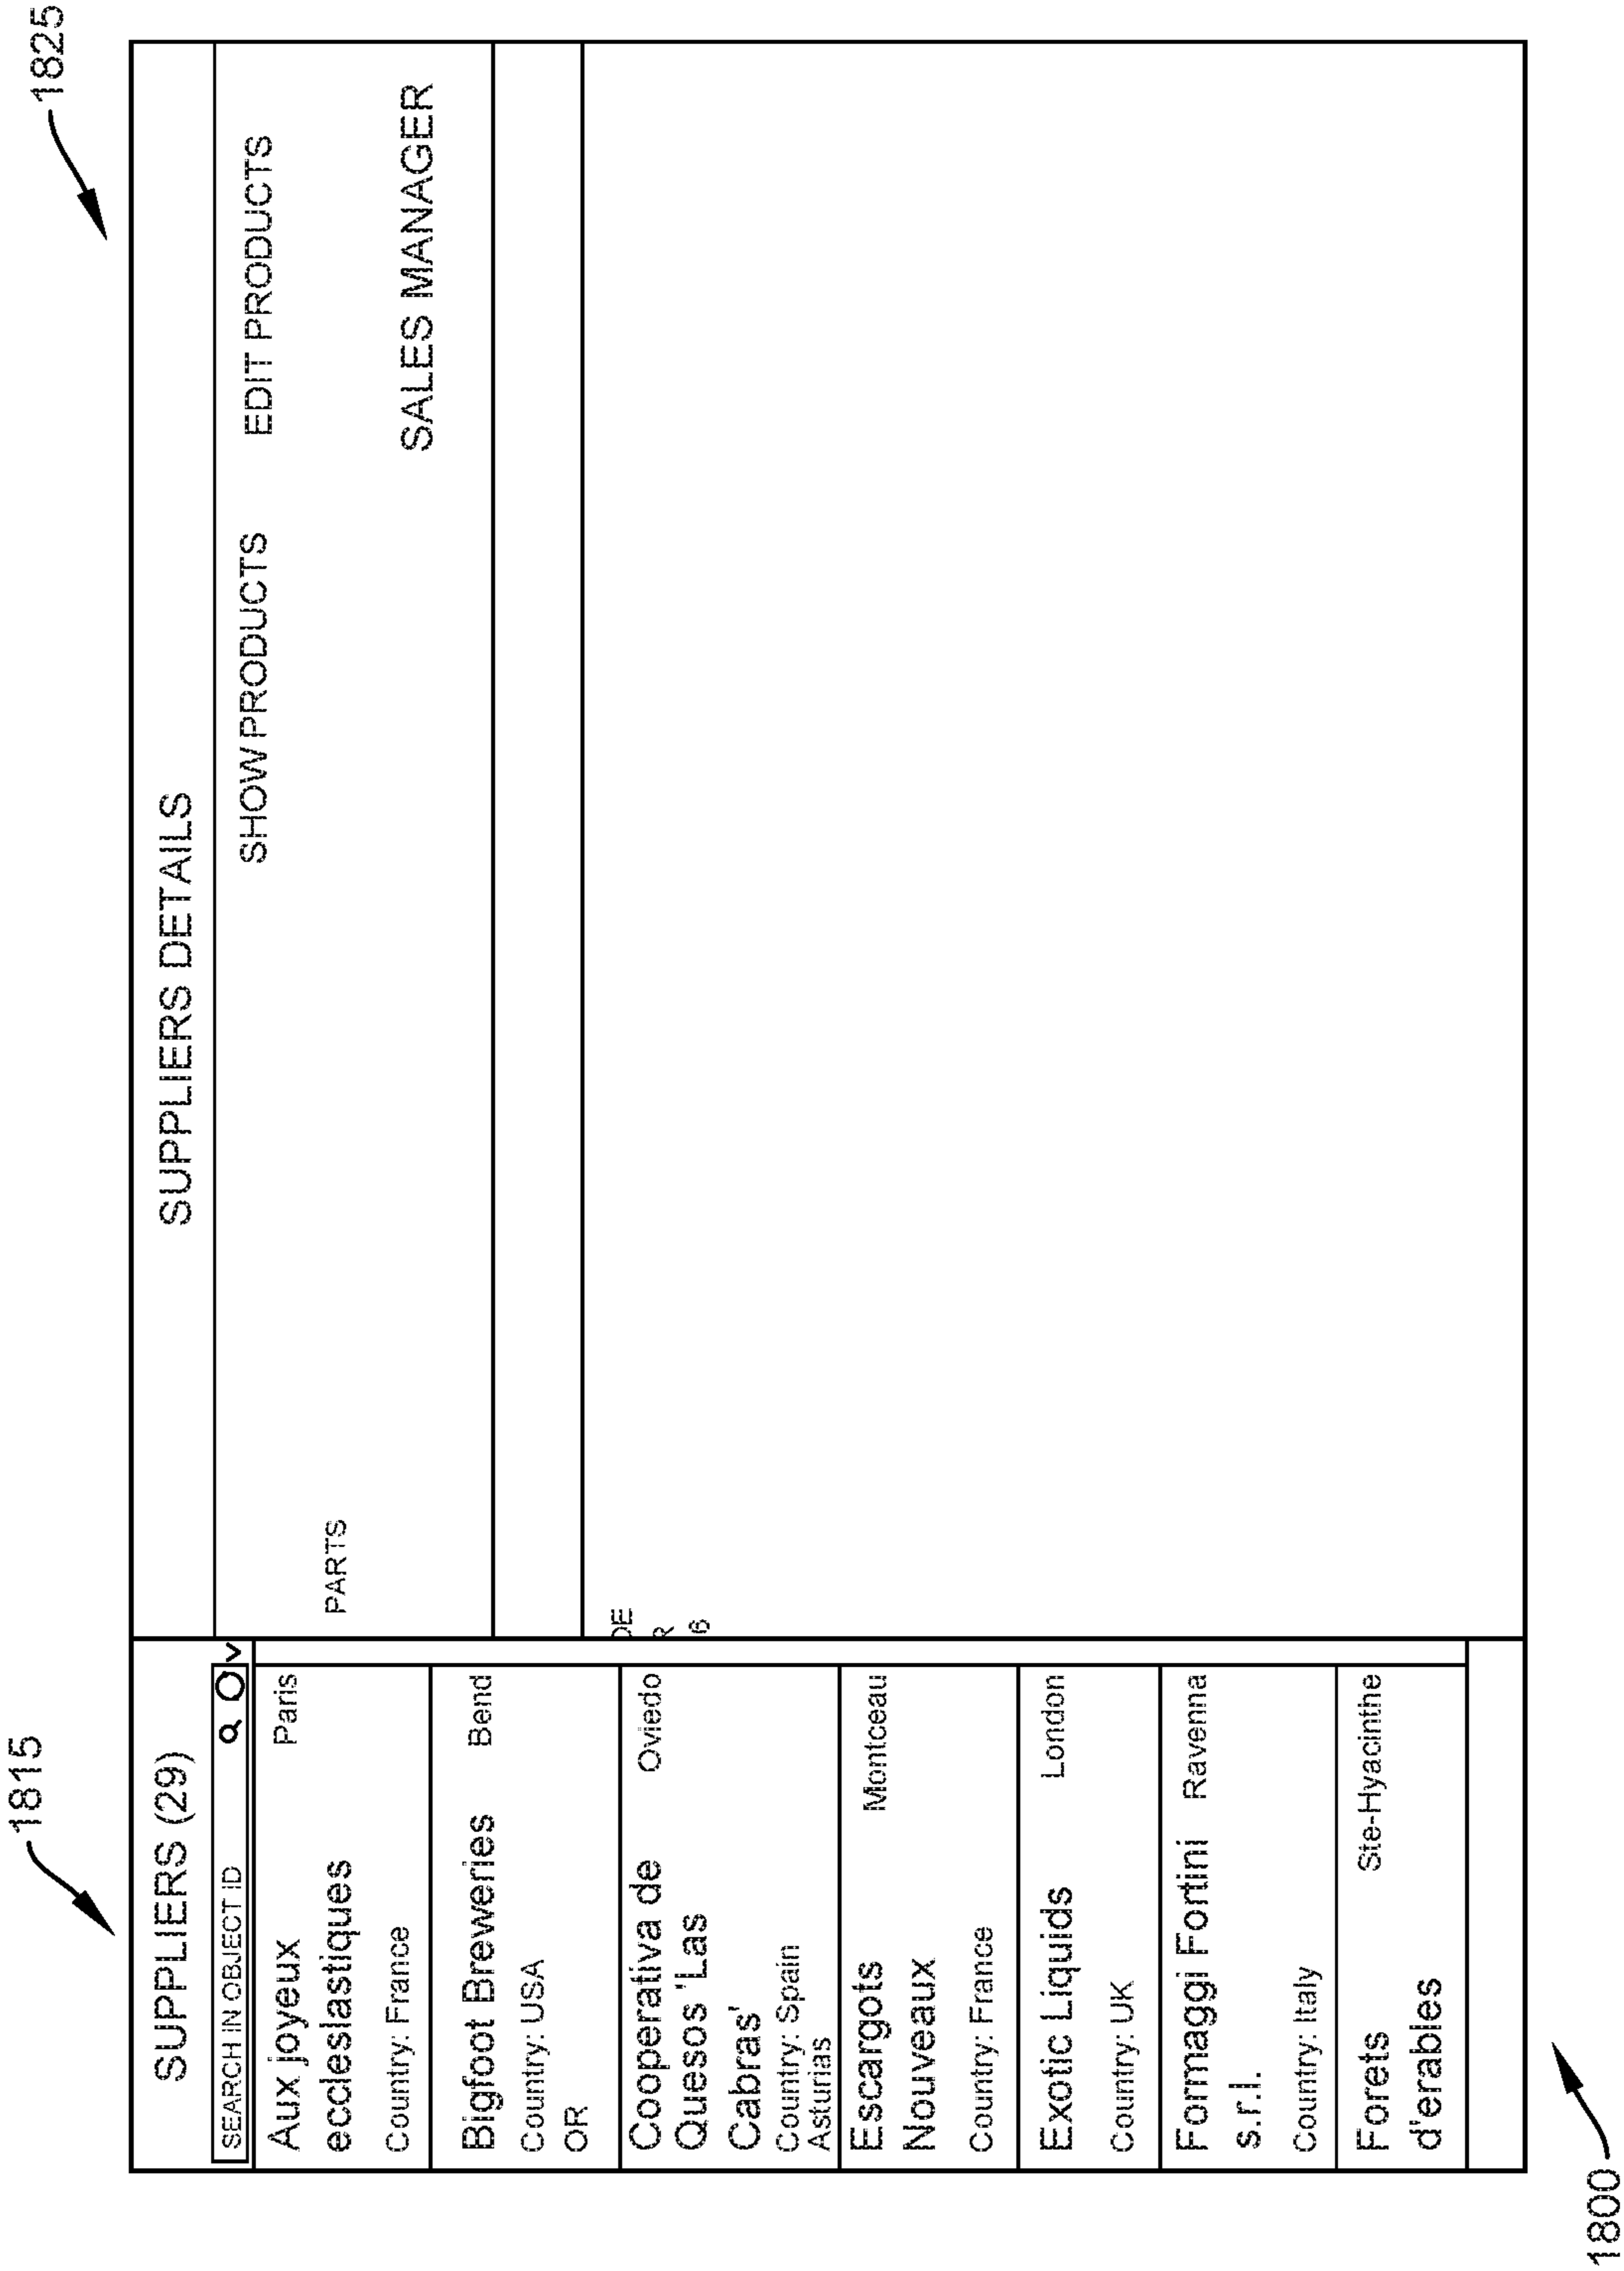 1815
1825
SUPPLIERS (29)
SEARCH IN OBJECT ID
Aux joyeux Paris
ecclesiastiques
Country: France
Bigfoot Breweries Bend
Country: USA
OR
Cooperativa de Oviedo
Quesos 'Las
Cabras'
Country: Spain
Asturias
Escargots Montceau
Nouveaux
Country: France
Exotic Liquids London
Country: UK
Formaggi Fortini Ravenna
s.r.l.
Country: Italy
Forets Ste-Hyacinthe
d'erables
SUPPLIERS DETAILS
SHOW PRODUCTS EDIT PRODUCTS
PARTS
SALES MANAGER
DE
R
6
1800